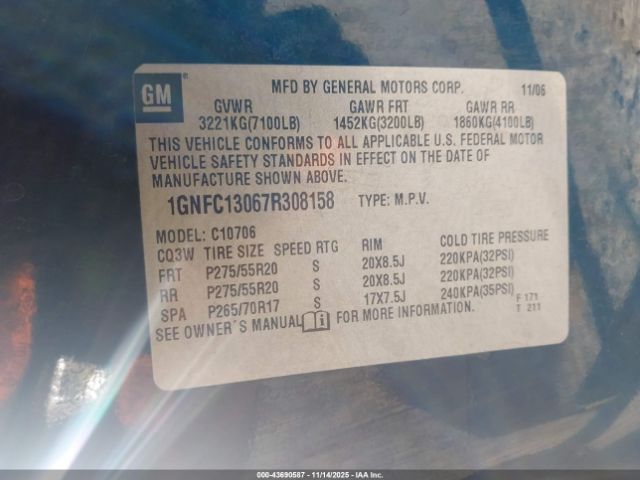 GM
®
MFD BY GENERAL MOTORS CORP. 11/06
GVWR GAWR FRT GAWR RR
3221KG(7100LB) 1452KG(3200LB) 1860KG(4100LB)
THIS VEHICLE CONFORMS TO ALL APPLICABLE U.S. FEDERAL MOTOR
VEHICLE SAFETY STANDARDS IN EFFECT ON THE DATE OF
MANUFACTURE SHOWN ABOVE.
1GNFC13067R308158 TYPE: M.P.V.
MODEL: C10706
CQ3W TIRE SIZE SPEED RTG RIM COLD TIRE PRESSURE
FRT P275/55R20 S 20X8.5J 220KPA(32PSI)
RR P275/55R20 S 20X8.5J 220KPA(32PSI)
SPA P265/70R17 S 17X7.5J 240KPA(35PSI)
F 171
T 211
SEE OWNER'S MANUAL FOR MORE INFORMATION.
000-43690587 - 11/14/2025 - IAA Inc.